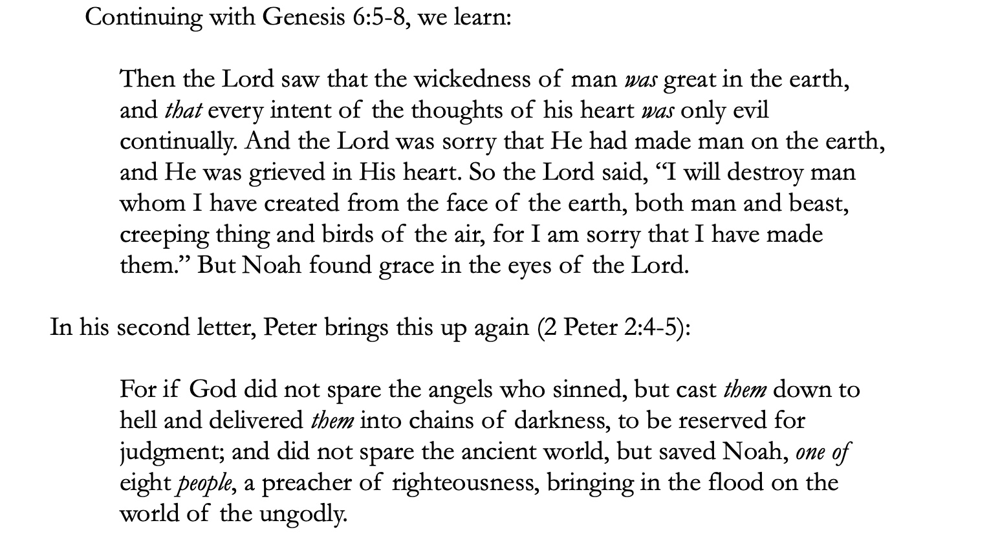 Continuing with Genesis 6:5-8, we learn:
Then the Lord saw that the wickedness of man was great in the earth,
and that every intent of the thoughts of his heart was only evil
continually. And the Lord was sorry that He had made man on the earth,
and He was grieved in His heart. So the Lord said, “I will destroy man
whom I have created from the face of the earth, both man and beast,
creeping thing and birds of the air, for I am sorry that I have made
them.” But Noah found grace in the eyes of the Lord.
In his second letter, Peter brings this up again (2 Peter 2:4-5):
For if God did not spare the angels who sinned, but cast them down to
hell and delivered them into chains of darkness, to be reserved for
judgment; and did not spare the ancient world, but saved Noah, one of
eight people, a preacher of righteousness, bringing in the flood on the
world of the ungodly.